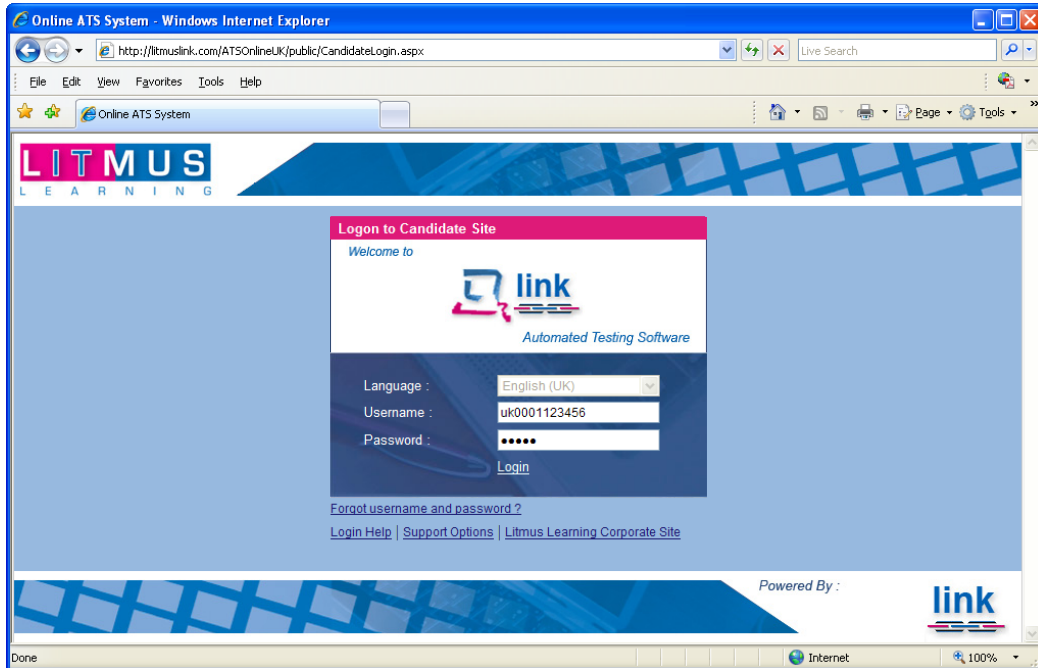 Online ATS System - Windows Internet Explorer
http://litmuslink.com/ATSOnlineUK/public/CandidateLogin.aspx
Live Search
File Edit View Favorites Tools Help
Online ATS System
Page Tools
LITMUS
LEARNING
Logon to Candidate Site
Welcome to
link
Automated Testing Software
Language : English (UK)
Username : uk0001123456
Password : •••••
Login
Forgot username and password ?
Login Help | Support Options | Litmus Learning Corporate Site
Powered By :
link
Done Internet 100%